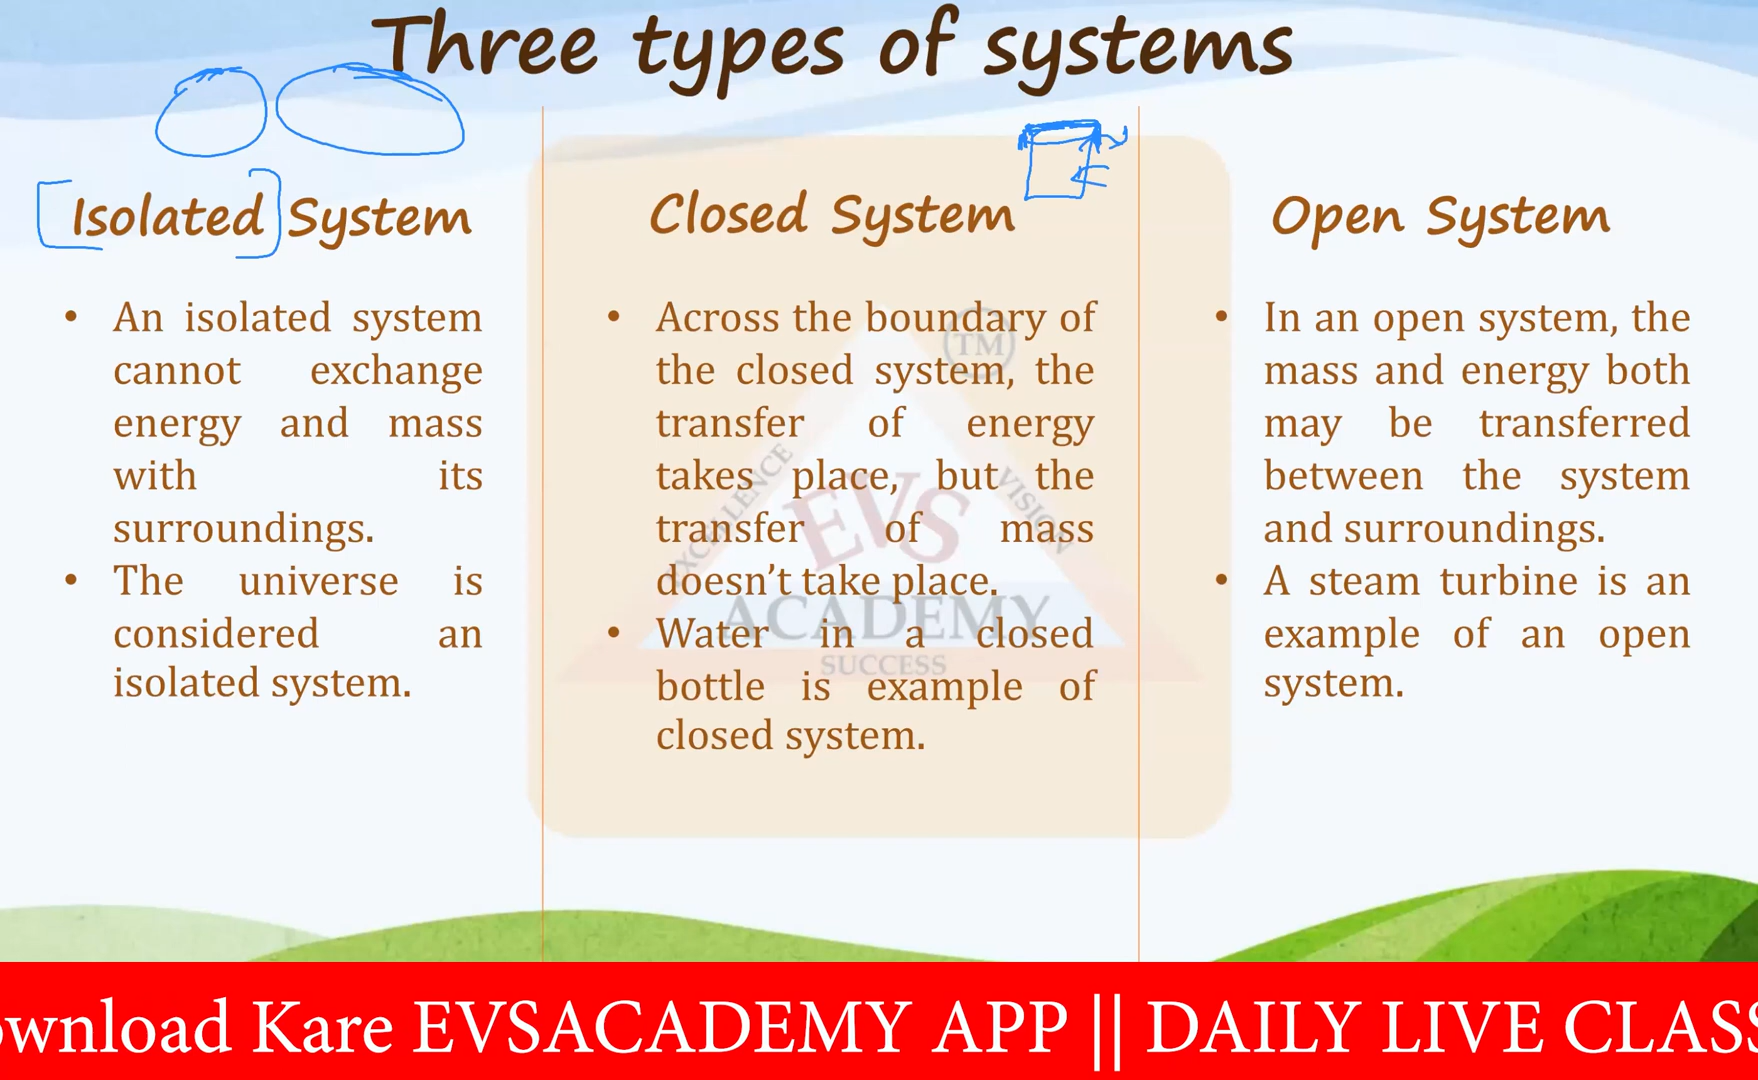 Three types of systems
Isolated System
• An isolated system
cannot exchange
energy and mass
with its
surroundings.
• The universe is
considered an
isolated system.
Closed System
• Across the boundary of
the closed system, the
transfer of energy
takes place, but the
transfer of mass
doesn’t take place.
• Water in a closed
bottle is example of
closed system.
Open System
• In an open system, the
mass and energy both
may be transferred
between the system
and surroundings.
• A steam turbine is an
example of an open
system.
TM
EXCELLENCE
VISION
EVS
ACADEMY
SUCCESS
ownload Kare EVSACADEMY APP || DAILY LIVE CLASS